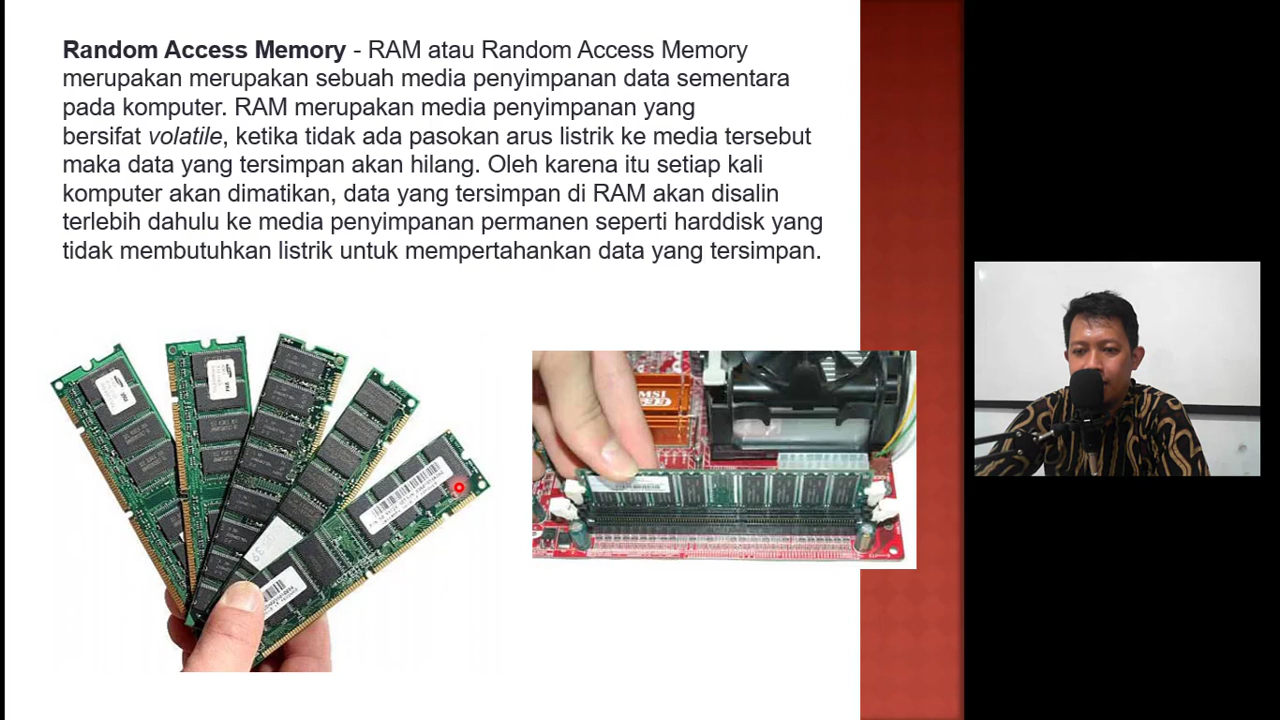 Random Access Memory - RAM atau Random Access Memory
merupakan merupakan sebuah media penyimpanan data sementara
pada komputer. RAM merupakan media penyimpanan yang
bersifat volatile, ketika tidak ada pasokan arus listrik ke media tersebut
maka data yang tersimpan akan hilang. Oleh karena itu setiap kali
komputer akan dimatikan, data yang tersimpan di RAM akan disalin
terlebih dahulu ke media penyimpanan permanen seperti harddisk yang
tidak membutuhkan listrik untuk mempertahankan data yang tersimpan.
MSI